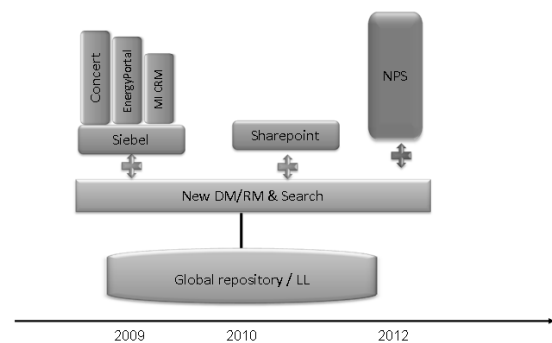 Concert
EnergyPortal
MI CRM
NPS
Siebel
Sharepoint
New DM/RM & Search
Global repository / LL
2009
2010
2012